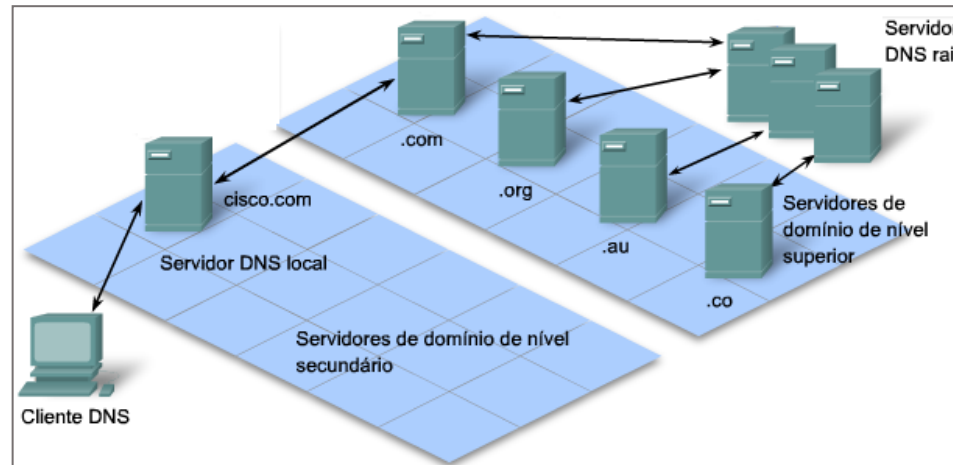 Servidor
DNS rai
.com
.org
.au
.co
Servidores de
domínio de nível
superior
cisco.com
Servidor DNS local
Servidores de domínio de nível
secundário
Cliente DNS